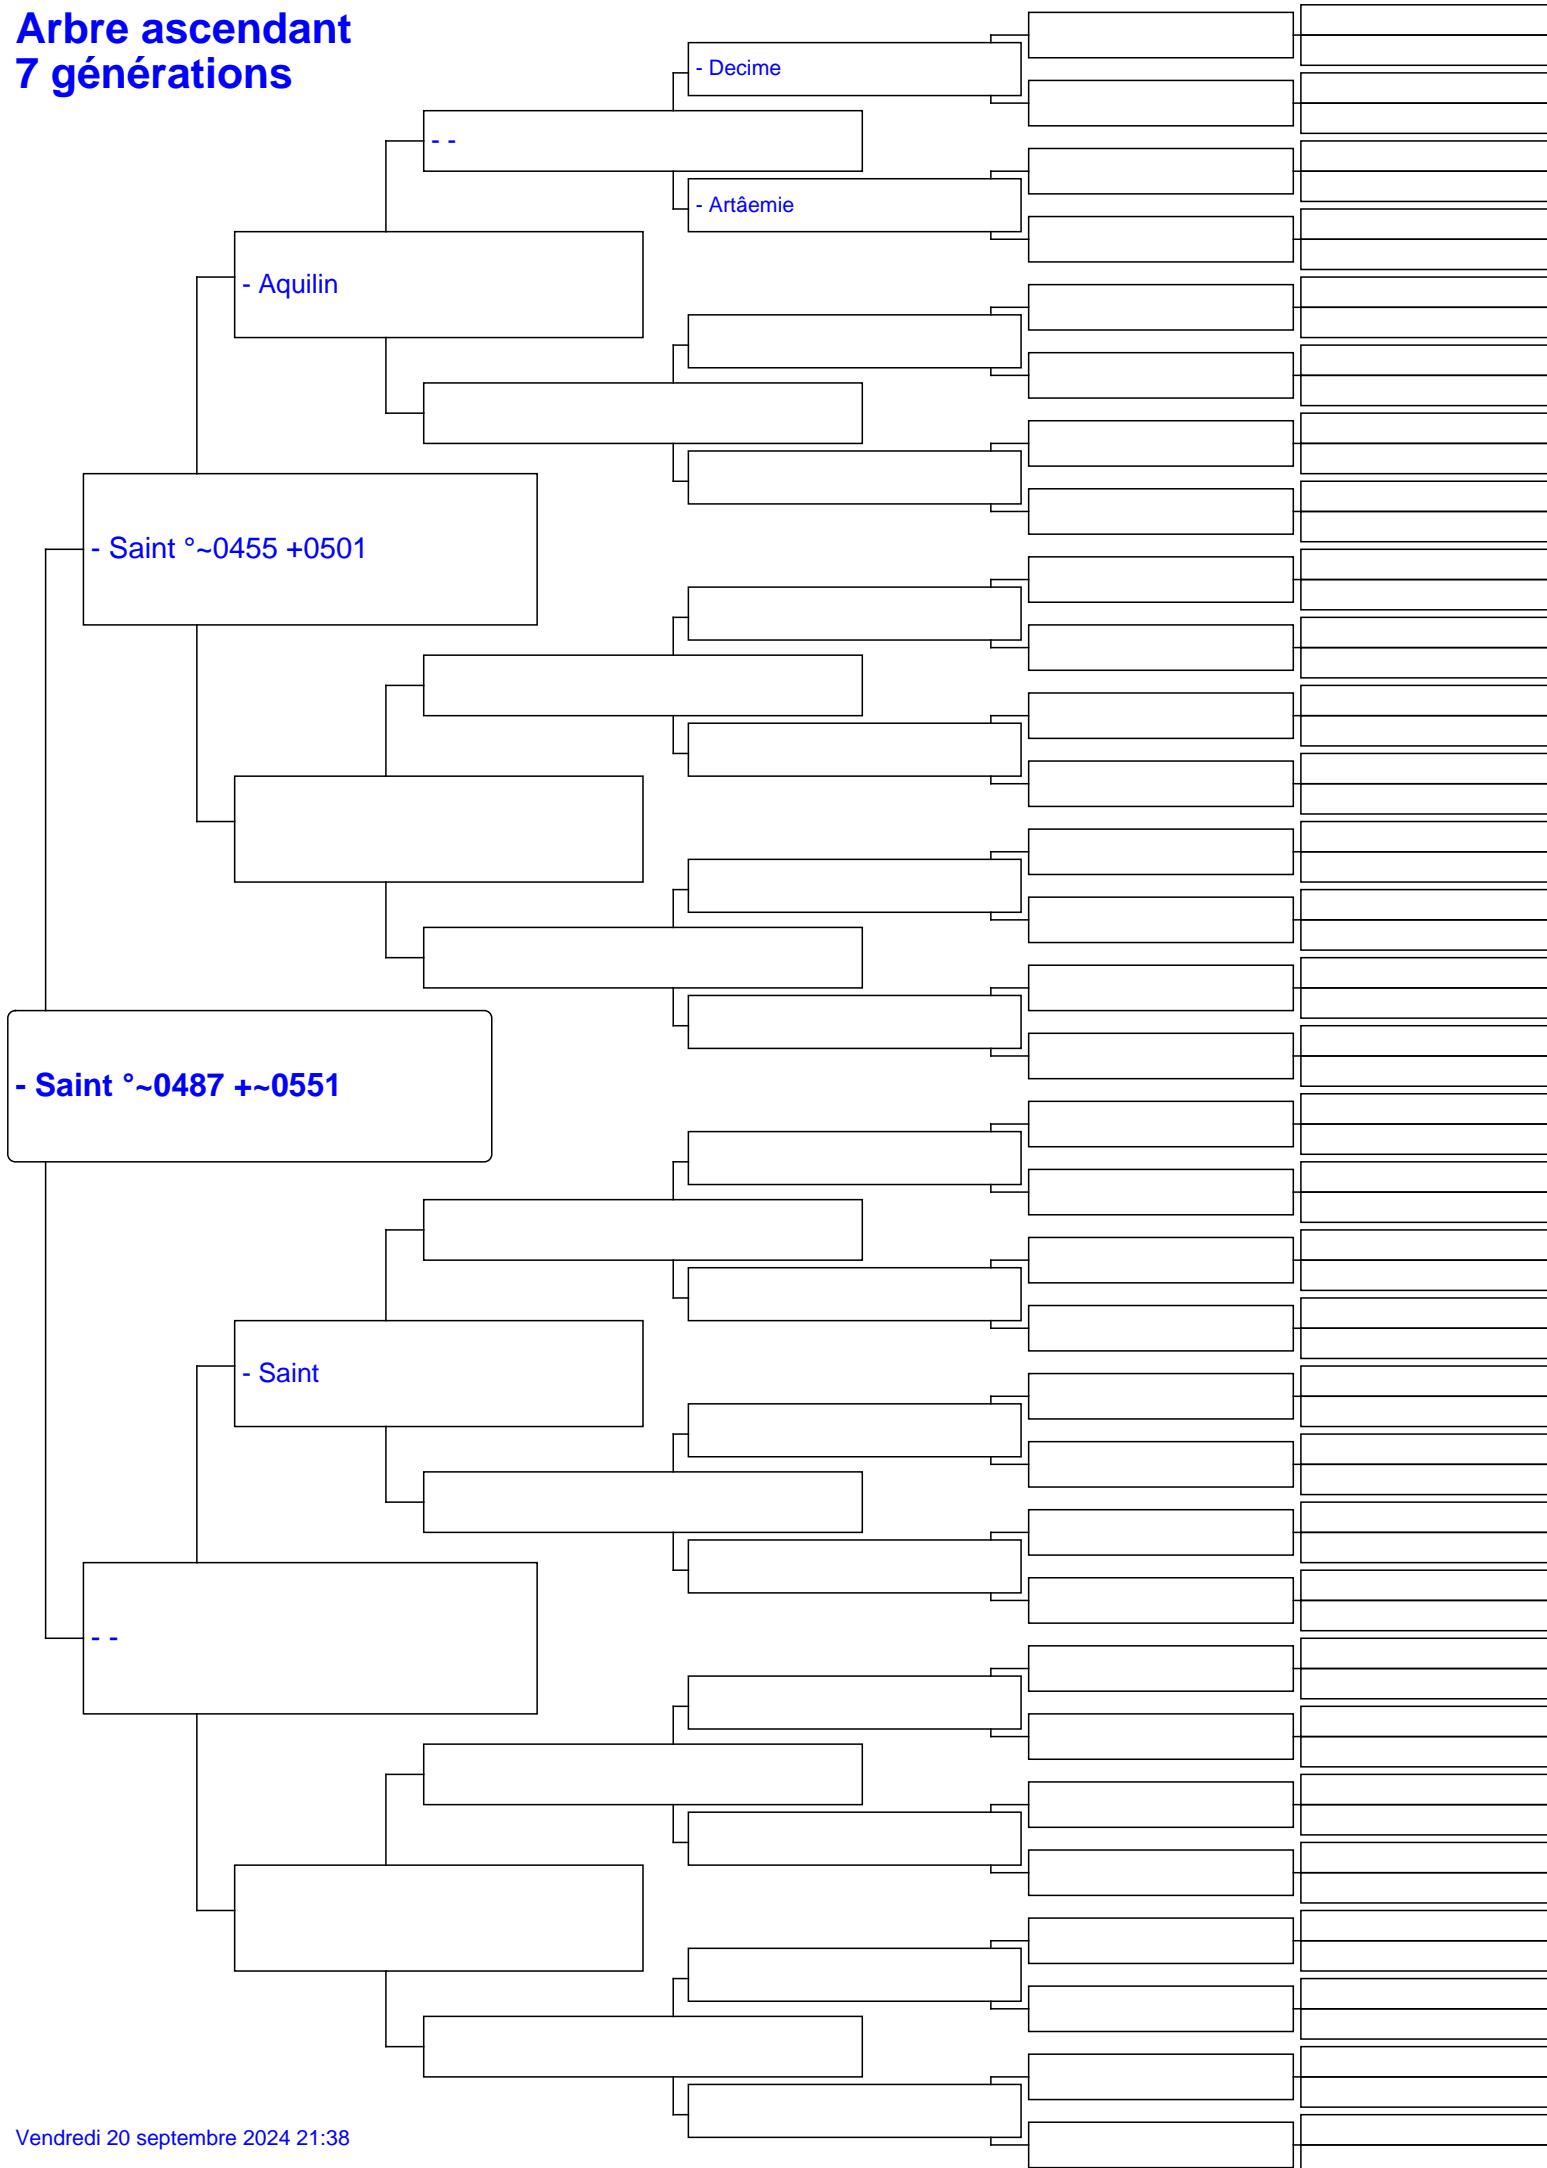 Arbre ascendant
7 générations
- Decime
- -
- Artâemie
- Aquilin
- Saint °~0455 +0501
- Saint °~0487 +~0551
- Saint
- -
Vendredi 20 septembre 2024 21:38